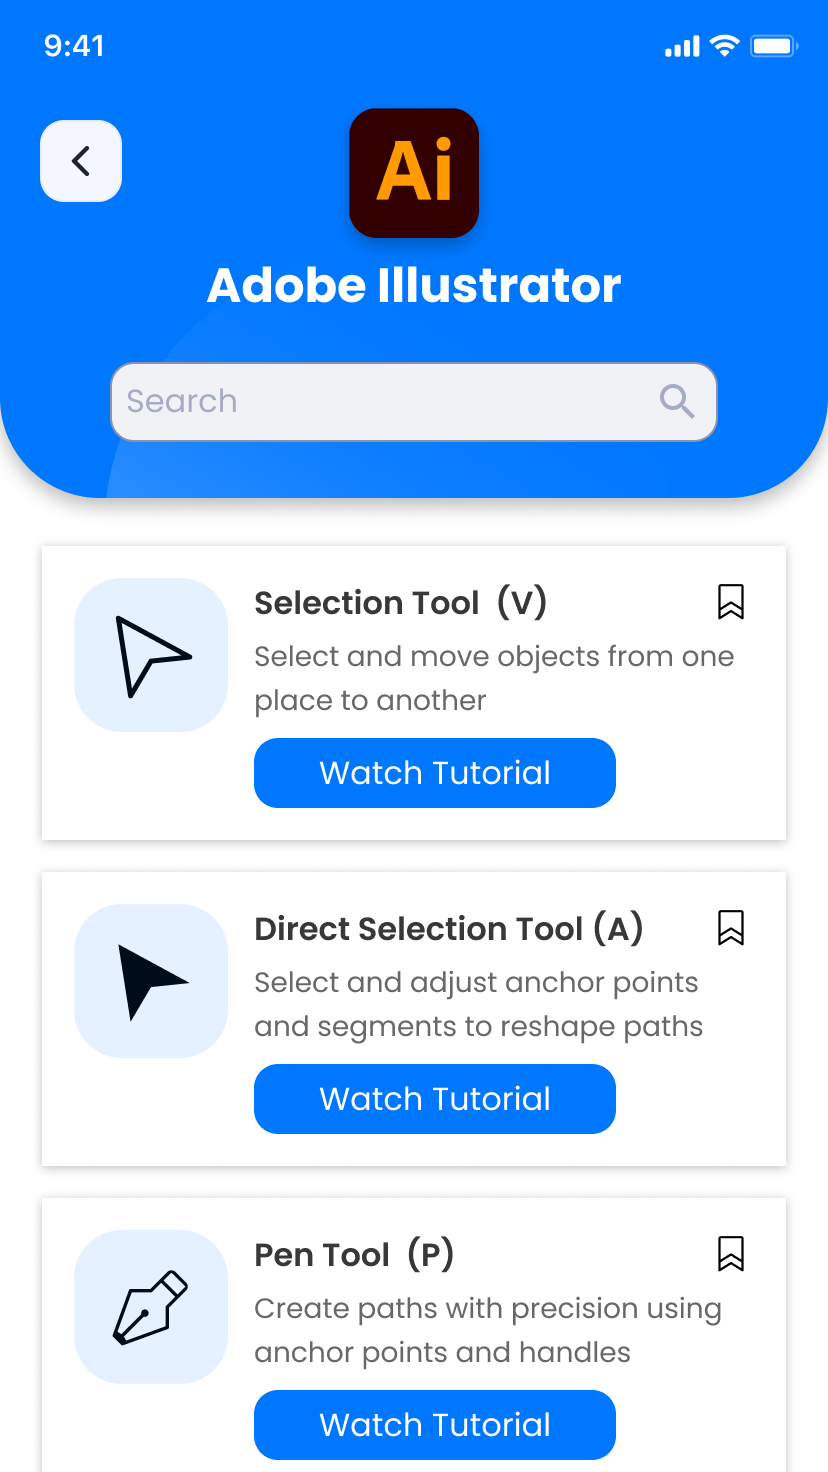 9:41
Ai
Adobe Illustrator
Search
Selection Tool (V)
Select and move objects from one
place to another
Watch Tutorial
Direct Selection Tool (A)
Select and adjust anchor points
and segments to reshape paths
Watch Tutorial
Pen Tool (P)
Create paths with precision using
anchor points and handles
Watch Tutorial